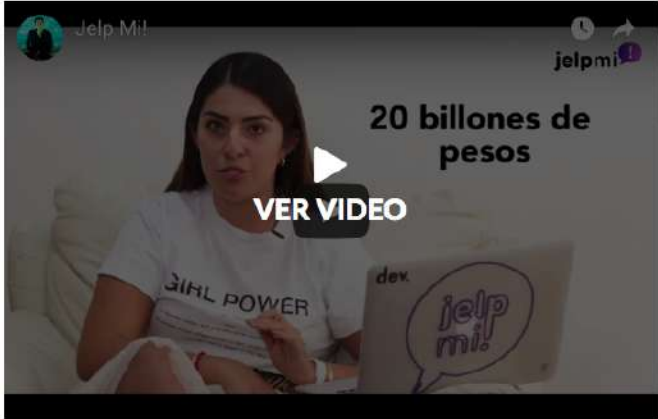 Jelp Mi!
jelpmi!
20 billones de
pesos
VER VIDEO
GIRL POWER
dev.
jelp
mi!